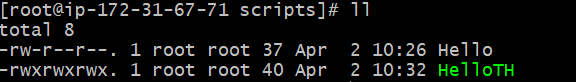 [root@ip-172-31-67-71 scripts]# ll
total 8
-rw-r--r--. 1 root root 37 Apr  2 10:26 Hello
-rwxrwxrwx. 1 root root 40 Apr  2 10:32 HelloTH